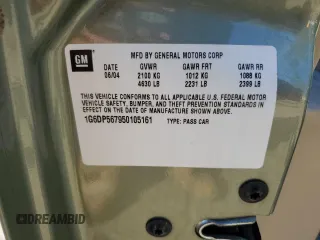 GM
MFD BY GENERAL MOTORS CORP
DATE GVWR GAWR FRT GAWR RR
06/04 2100 KG 1012 KG 1088 KG
4630 LB 2231 LB 2399 LB
THIS VEHICLE CONFORMS TO ALL APPLICABLE U.S. FEDERAL MOTOR
VEHICLE SAFETY, BUMPER, AND THEFT PREVENTION STANDARDS IN
EFFECT ON THE DATE OF MANUFACTURE SHOWN ABOVE.
1G6DP567950105161 TYPE: PASS CAR
DREAMBID